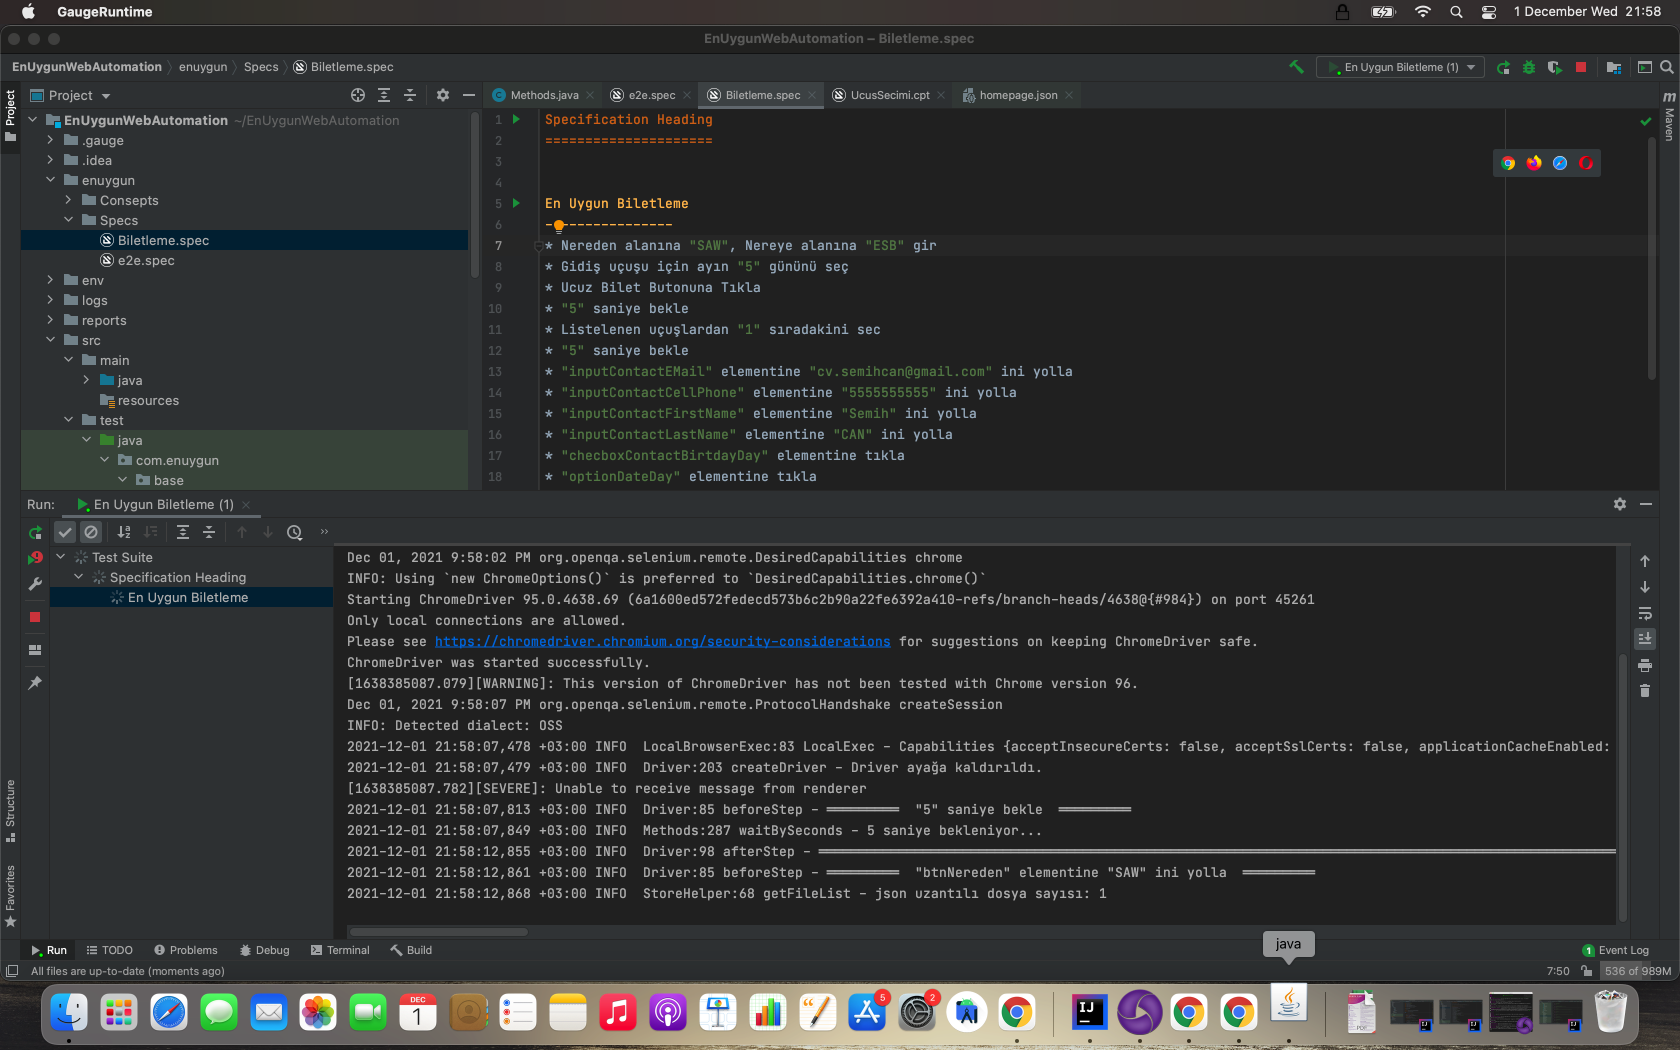 GaugeRuntime
1 December Wed 21:58
EnUygunWebAutomation – Biletleme.spec
EnUygunWebAutomation
enuygun
Specs
Biletleme.spec
En Uygun Biletleme (1)
Project
Methods.java
e2e.spec
Biletleme.spec
UcusSecimi.cpt
homepage.json
Project
Maven
EnUygunWebAutomation ~/EnUygunWebAutomation
.gauge
.idea
enuygun
Consepts
Specs
Biletleme.spec
e2e.spec
env
logs
reports
src
main
java
resources
test
java
com.enuygun
base
1 Specification Heading
2 =====================
3
4
5 En Uygun Biletleme
6 ----------------
7 * Nereden alanına "SAW", Nereye alanına "ESB" gir
8 * Gidiş uçuşu için ayın "5" gününü seç
9 * Ucuz Bilet Butonuna Tıkla
10 * "5" saniye bekle
11 * Listelenen uçuşlardan "1" sıradakini sec
12 * "5" saniye bekle
13 * "inputContactEMail" elementine "cv.semihcan@gmail.com" ini yolla
14 * "inputContactCellPhone" elementine "5555555555" ini yolla
15 * "inputContactFirstName" elementine "Semih" ini yolla
16 * "inputContactLastName" elementine "CAN" ini yolla
17 * "checboxContactBirtdayDay" elementine tıkla
18 * "optionDateDay" elementine tıkla
Run: En Uygun Biletleme (1)
Test Suite
Specification Heading
En Uygun Biletleme
Dec 01, 2021 9:58:02 PM org.openqa.selenium.remote.DesiredCapabilities chrome
INFO: Using `new ChromeOptions()` is preferred to `DesiredCapabilities.chrome()`
Starting ChromeDriver 95.0.4638.69 (6a1600ed572fedecd573b6c2b90a22fe6392a410-refs/branch-heads/4638@{#984}) on port 45261
Only local connections are allowed.
Please see https://chromedriver.chromium.org/security-considerations for suggestions on keeping ChromeDriver safe.
ChromeDriver was started successfully.
[1638385087.079][WARNING]: This version of ChromeDriver has not been tested with Chrome version 96.
Dec 01, 2021 9:58:07 PM org.openqa.selenium.remote.ProtocolHandshake createSession
INFO: Detected dialect: OSS
2021-12-01 21:58:07,478 +03:00 INFO  LocalBrowserExec:83 LocalExec - Capabilities {acceptInsecureCerts: false, acceptSslCerts: false, applicationCacheEnabled:
2021-12-01 21:58:07,479 +03:00 INFO  Driver:203 createDriver - Driver ayağa kaldırıldı.
[1638385087.782][SEVERE]: Unable to receive message from renderer
2021-12-01 21:58:07,813 +03:00 INFO  Driver:85 beforeStep - ═════════  "5" saniye bekle  ═════════
2021-12-01 21:58:07,849 +03:00 INFO  Methods:287 waitBySeconds - 5 saniye bekleniyor...
2021-12-01 21:58:12,855 +03:00 INFO  Driver:98 afterStep - ══════════════════════════════
2021-12-01 21:58:12,861 +03:00 INFO  Driver:85 beforeStep - ═════════  "btnNereden" elementine "SAW" ini yolla  ═════════
2021-12-01 21:58:12,868 +03:00 INFO  StoreHelper:68 getFileList - json uzantılı dosya sayısı: 1
Structure
Favorites
Run
TODO
Problems
Debug
Terminal
Build
java
1 Event Log
All files are up-to-date (moments ago)
7:50
536 of 989M
DEC
1
5
2
IJ
PDF